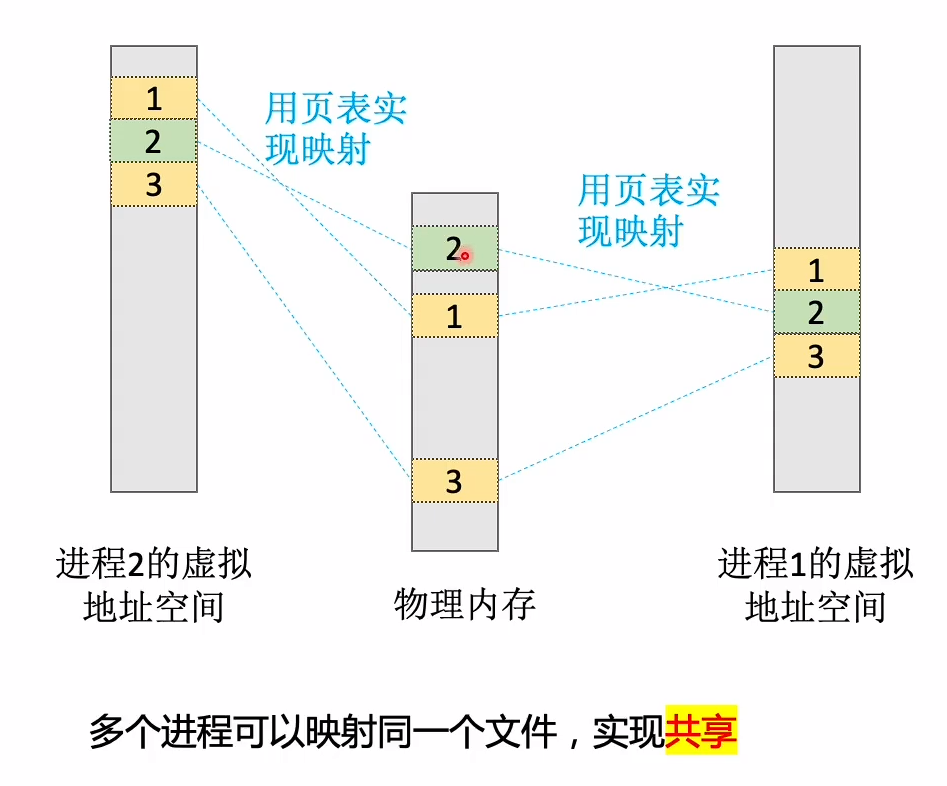 1
2
3
用页表实
现映射
2
1
3
用页表实
现映射
1
2
3
进程2的虚拟
地址空间
物理内存
进程1的虚拟
地址空间
多个进程可以映射同一个文件，实现共享